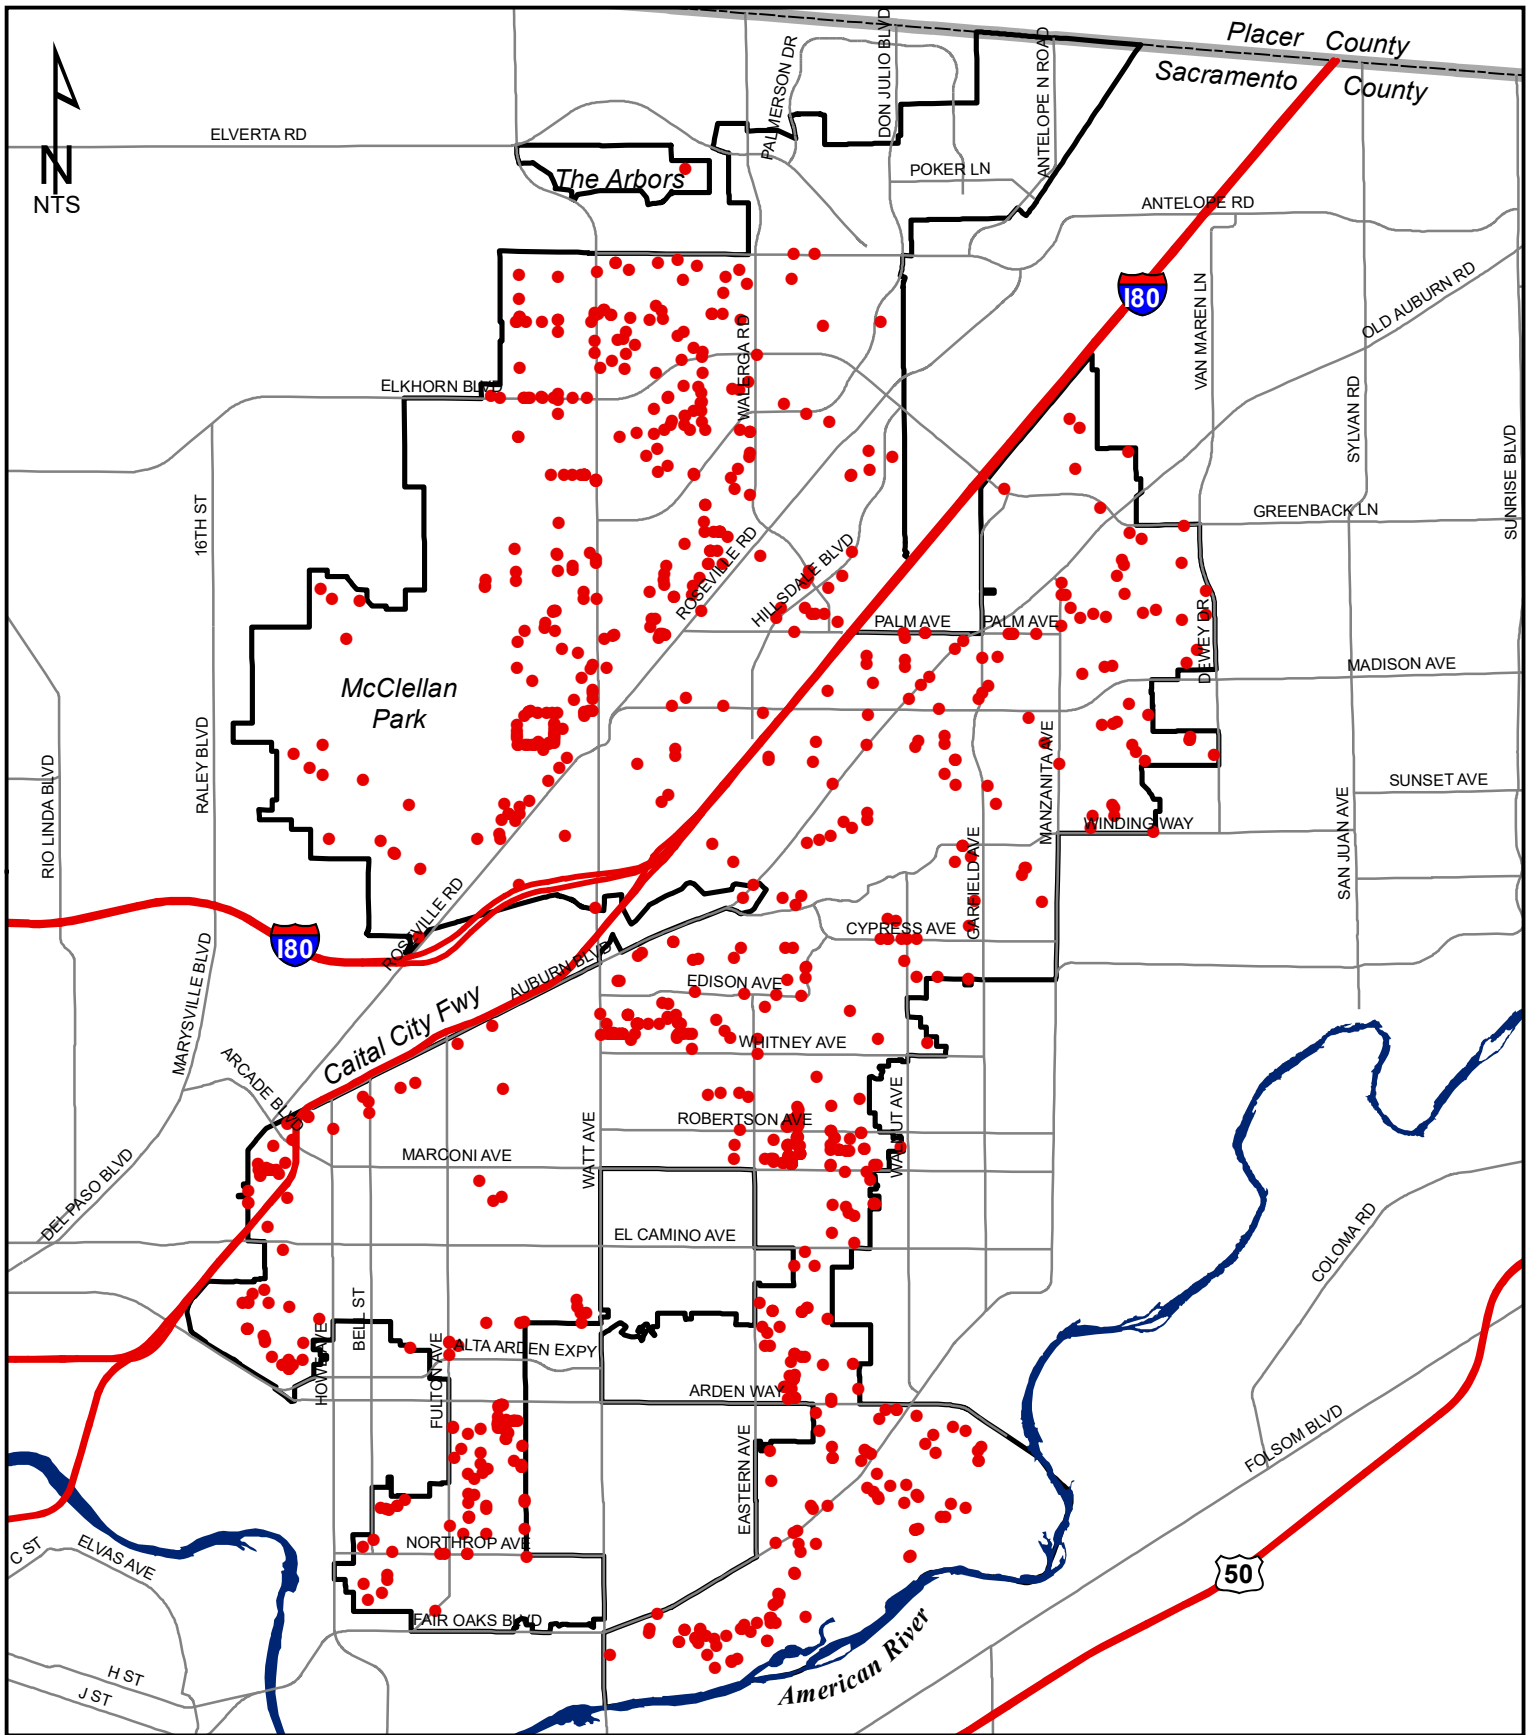 Placer County
Sacramento County
N
NTS
ELVERTA RD
PALMERSON DR
DON JULIO BLVD
ANTELOPE N ROAD
The Arbors
POKER LN
ANTELOPE RD
I80
VAN MAREN LN
OLD AUBURN RD
WALERGA RD
ELKHORN BLVD
SYLVAN RD
SUNRISE BLVD
16TH ST
GREENBACK LN
ROSEVILLE RD
HILLSDALE BLVD
PALM AVE
PALM AVE
DEWEY DR
MADISON AVE
McClellan
Park
RALEY BLVD
RIO LINDA BLVD
MANZANITA AVE
SUNSET AVE
WINDING WAY
SAN JUAN AVE
GARFIELD AVE
ROSEVILLE RD
I80
CYPRESS AVE
MARYSVILLE BLVD
AUBURN BLVD
EDISON AVE
Caital City Fwy
WHITNEY AVE
ARCADE BLVD
WALNUT AVE
ROBERTSON AVE
WATT AVE
MARCONI AVE
DEL PASO BLVD
EL CAMINO AVE
COLOMA RD
HOWE AVE
BELL ST
FULTON AVE
ALTA ARDEN EXPY
ARDEN WAY
EASTERN AVE
FOLSOM BLVD
C ST
ELVAS AVE
NORTHROP AVE
50
FAIR OAKS BLVD
American River
H ST
J ST